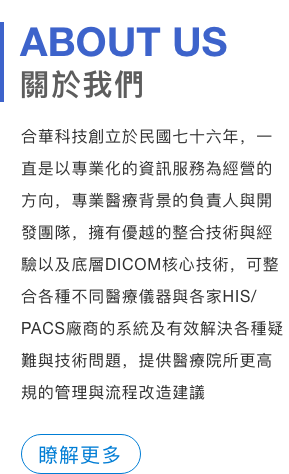 ABOUT US
關於我們
合華科技創立於民國七十六年，一
直是以專業化的資訊服務為經營的
方向，專業醫療背景的負責人與開
發團隊，擁有優越的整合技術與經
驗以及底層DICOM核心技術，可整
合各種不同醫療儀器與各家HIS/
PACS廠商的系統及有效解決各種疑
難與技術問題，提供醫療院所更高
規的管理與流程改造建議
瞭解更多